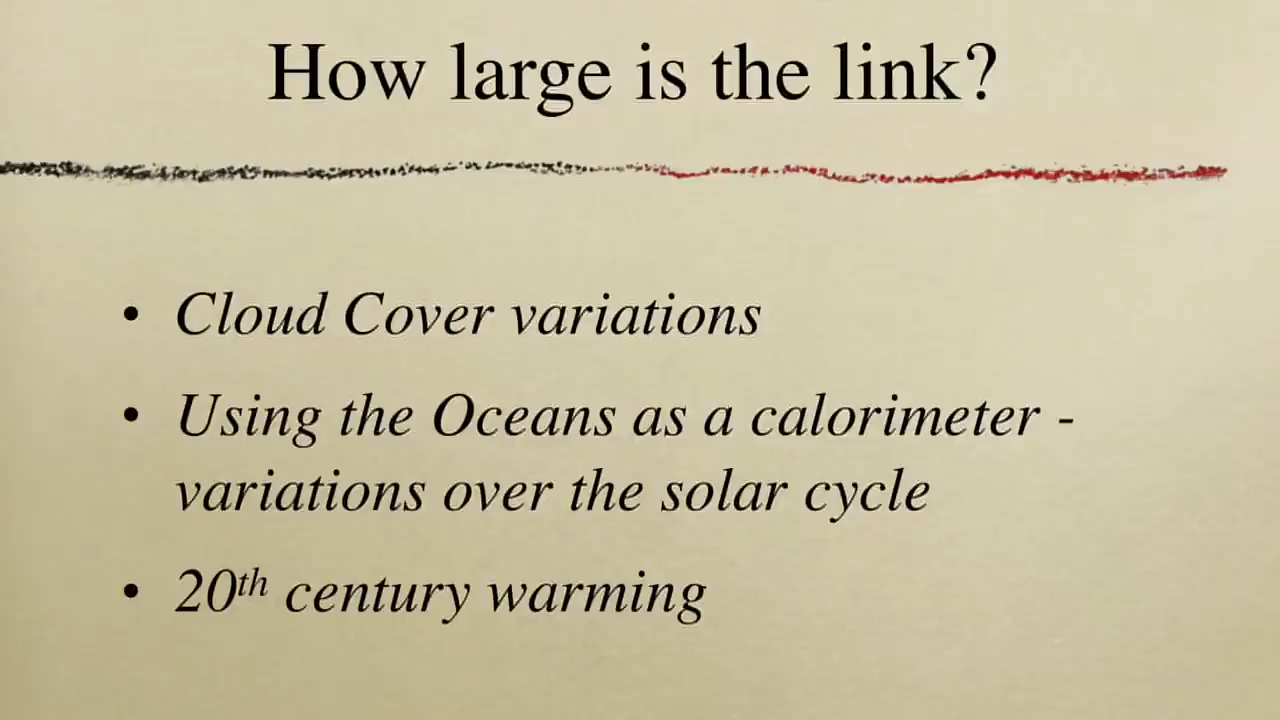 How large is the link?
• Cloud Cover variations
• Using the Oceans as a calorimeter -
variations over the solar cycle
• 20th century warming